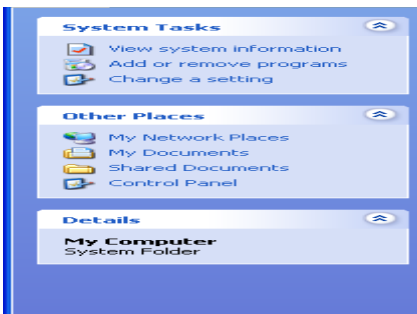 System Tasks
View system information
Add or remove programs
Change a setting
Other Places
My Network Places
My Documents
Shared Documents
Control Panel
Details
My Computer
System Folder